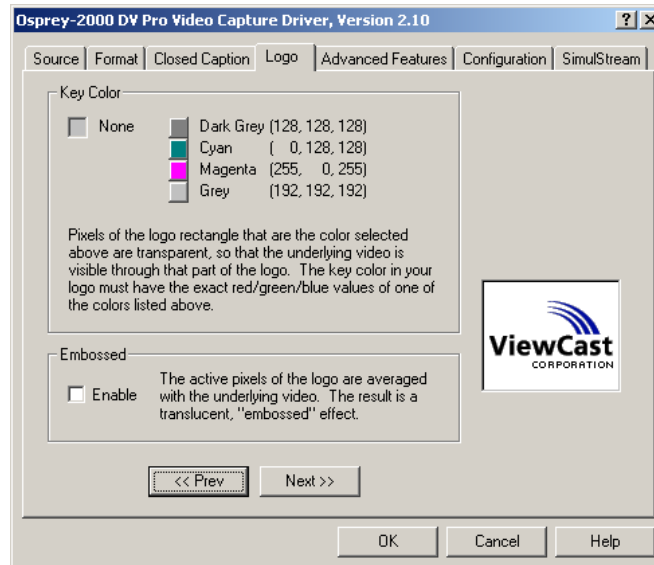 Osprey-2000 DV Pro Video Capture Driver, Version 2.10
Source Format Closed Caption Logo Advanced Features Configuration SimulStream
Key Color
None
Dark Grey (128, 128, 128)
Cyan ( 0, 128, 128)
Magenta (255, 0, 255)
Grey (192, 192, 192)
Pixels of the logo rectangle that are the color selected
above are transparent, so that the underlying video is
visible through that part of the logo. The key color in your
logo must have the exact red/green/blue values of one of
the colors listed above.
ViewCast
CORPORATION
Embossed
Enable
The active pixels of the logo are averaged
with the underlying video. The result is a
translucent, "embossed" effect.
<< Prev Next >>
OK Cancel Help